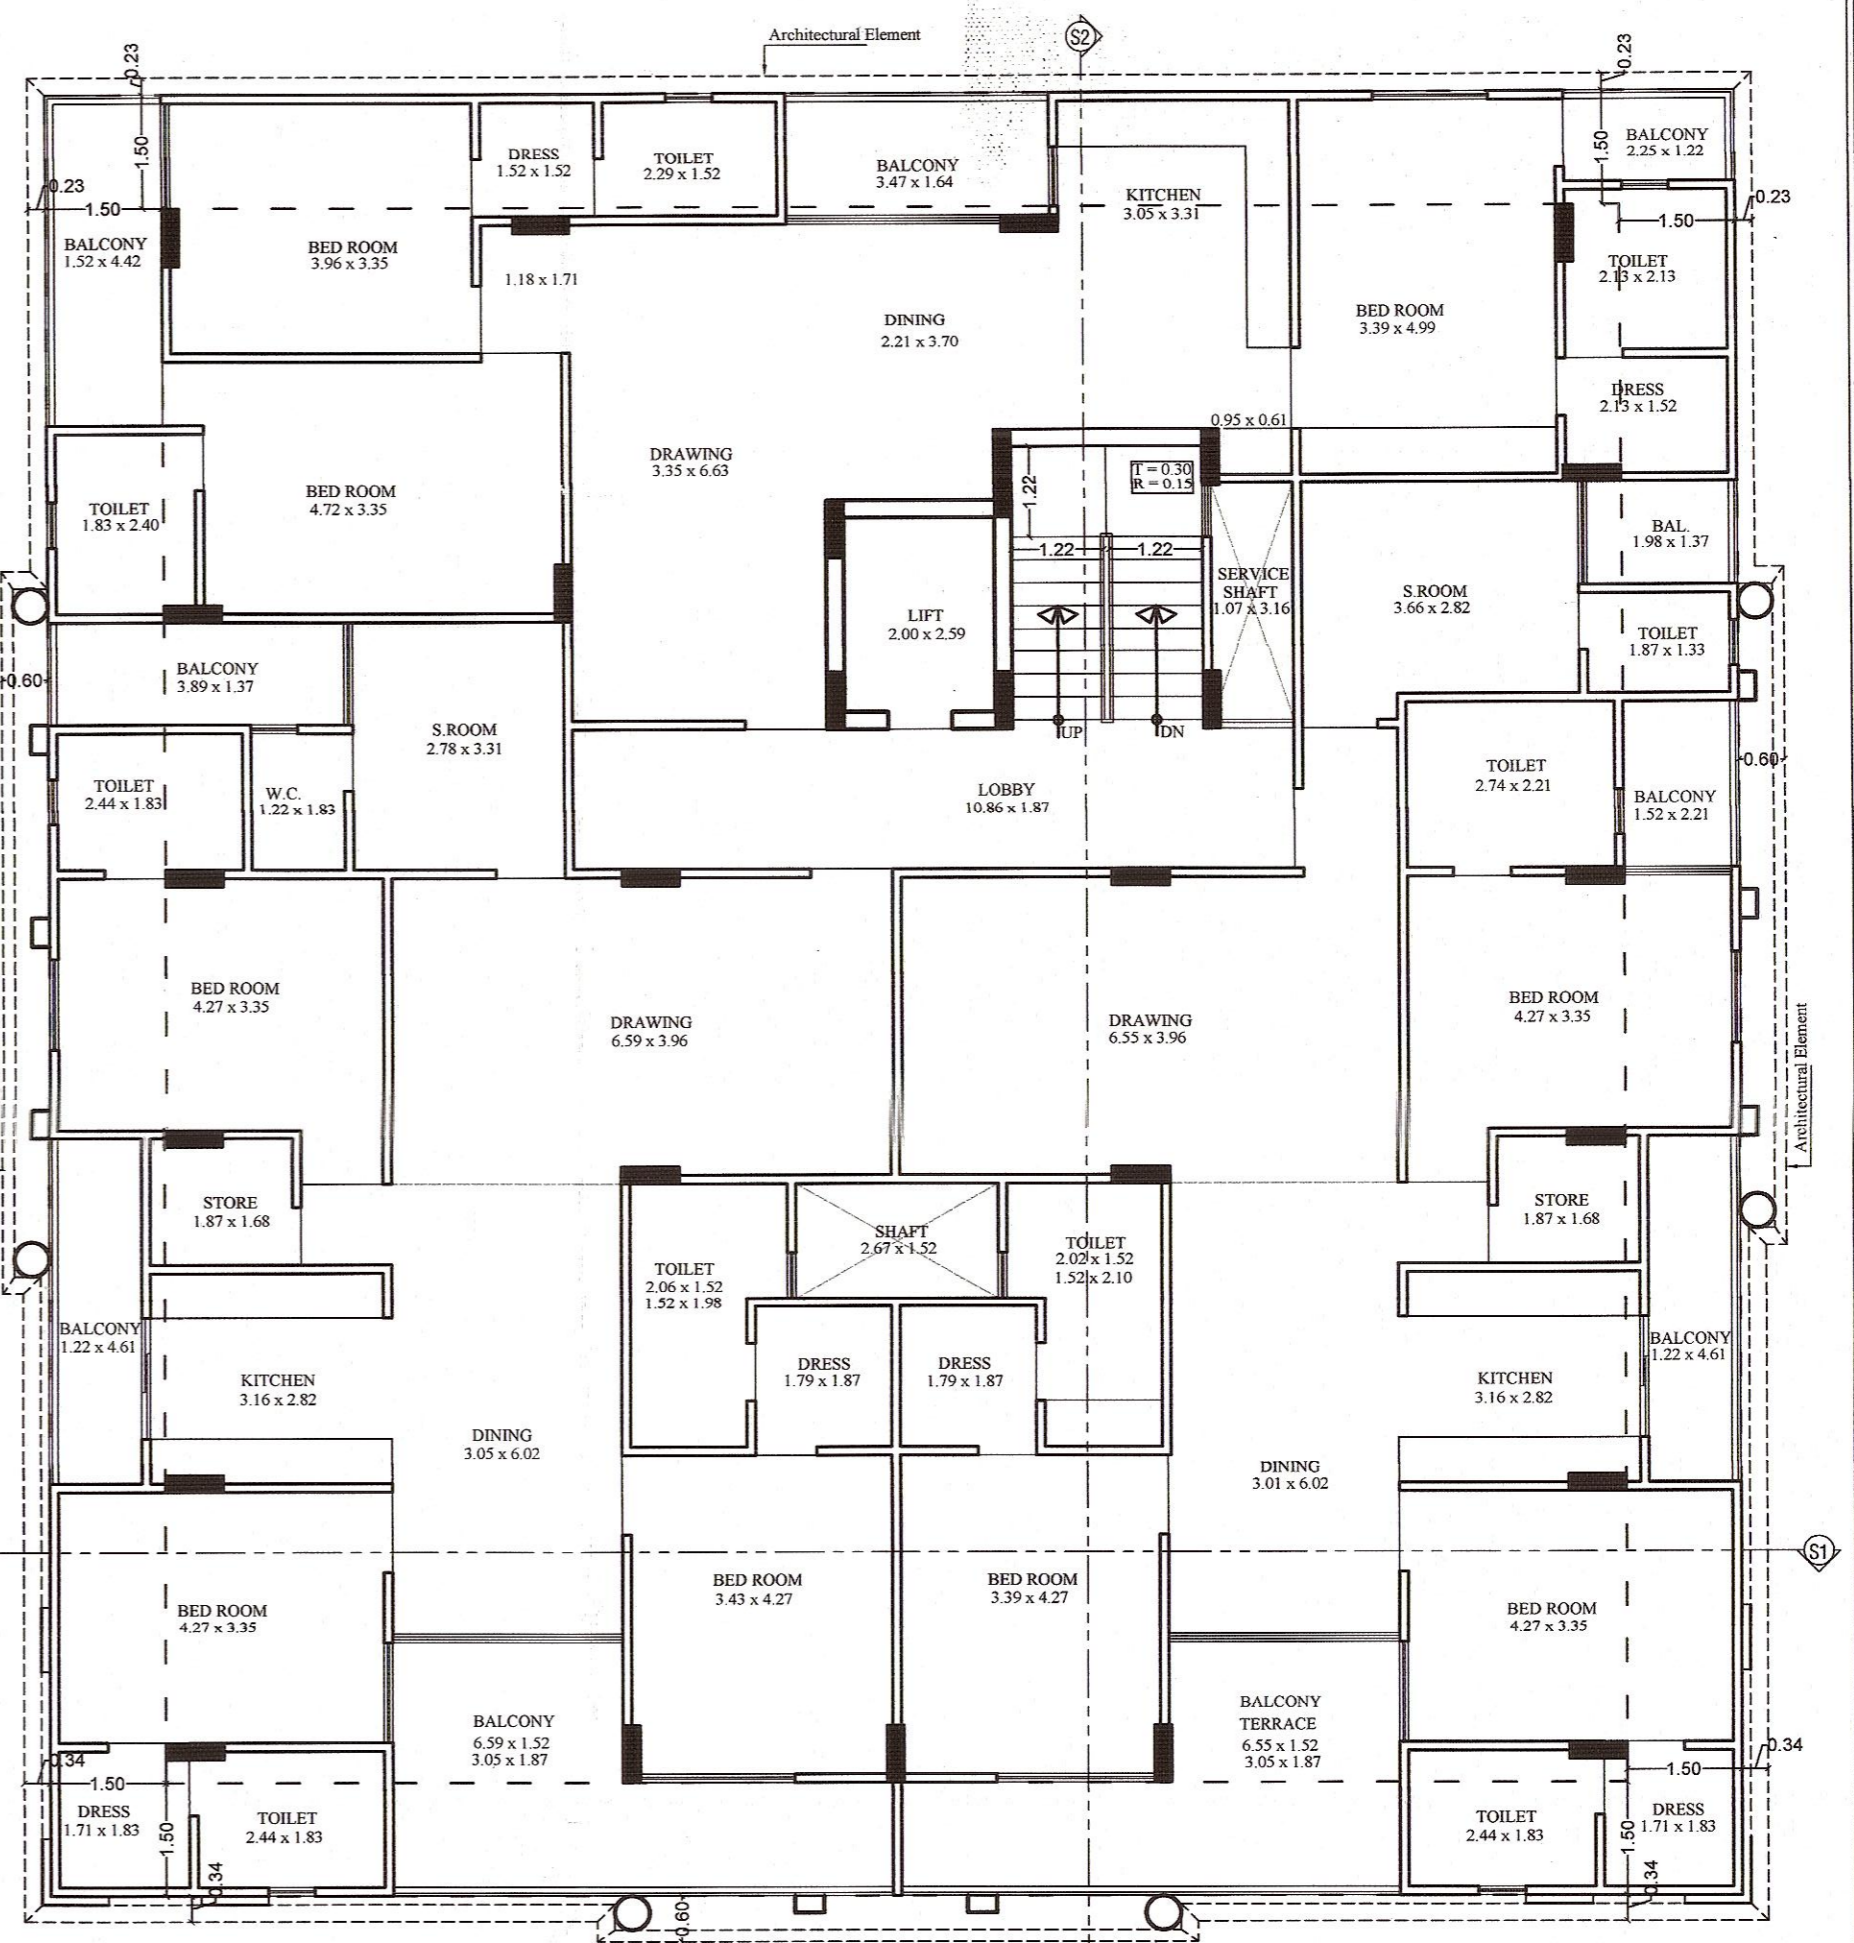 Architectural Element
S2
0.23
0.23
1.50
1.50
0.23
1.50
0.23
1.50
DRESS
1.52 x 1.52
TOILET
2.29 x 1.52
BALCONY
3.47 x 1.64
KITCHEN
3.05 x 3.31
BALCONY
2.25 x 1.22
BALCONY
1.52 x 4.42
BED ROOM
3.96 x 3.35
1.18 x 1.71
DINING
2.21 x 3.70
BED ROOM
3.39 x 4.99
TOILET
2.13 x 2.13
DRESS
2.13 x 1.52
0.95 x 0.61
DRAWING
3.35 x 6.63
T = 0.30
R = 0.15
1.22
1.22
1.22
TOILET
1.83 x 2.40
BED ROOM
4.72 x 3.35
BAL.
1.98 x 1.37
SERVICE
SHAFT
1.07 x 3.16
S.ROOM
3.66 x 2.82
LIFT
2.00 x 2.59
TOILET
1.87 x 1.33
BALCONY
3.89 x 1.37
0.60
S.ROOM
2.78 x 3.31
UP
DN
0.60
TOILET
2.44 x 1.83
W.C.
1.22 x 1.83
LOBBY
10.86 x 1.87
TOILET
2.74 x 2.21
BALCONY
1.52 x 2.21
BED ROOM
4.27 x 3.35
DRAWING
6.59 x 3.96
DRAWING
6.55 x 3.96
BED ROOM
4.27 x 3.35
Architectural Element
STORE
1.87 x 1.68
SHAFT
2.67 x 1.52
STORE
1.87 x 1.68
TOILET
2.06 x 1.52
1.52 x 1.98
TOILET
2.02 x 1.52
1.52 x 2.10
BALCONY
1.22 x 4.61
KITCHEN
3.16 x 2.82
DRESS
1.79 x 1.87
DRESS
1.79 x 1.87
KITCHEN
3.16 x 2.82
BALCONY
1.22 x 4.61
DINING
3.05 x 6.02
DINING
3.01 x 6.02
S1
BED ROOM
4.27 x 3.35
BED ROOM
3.43 x 4.27
BED ROOM
3.39 x 4.27
BED ROOM
4.27 x 3.35
BALCONY
6.59 x 1.52
3.05 x 1.87
BALCONY
TERRACE
6.55 x 1.52
3.05 x 1.87
0.34
1.50
0.34
1.50
DRESS
1.71 x 1.83
1.50
TOILET
2.44 x 1.83
TOILET
2.44 x 1.83
1.50
DRESS
1.71 x 1.83
0.34
0.60
0.34